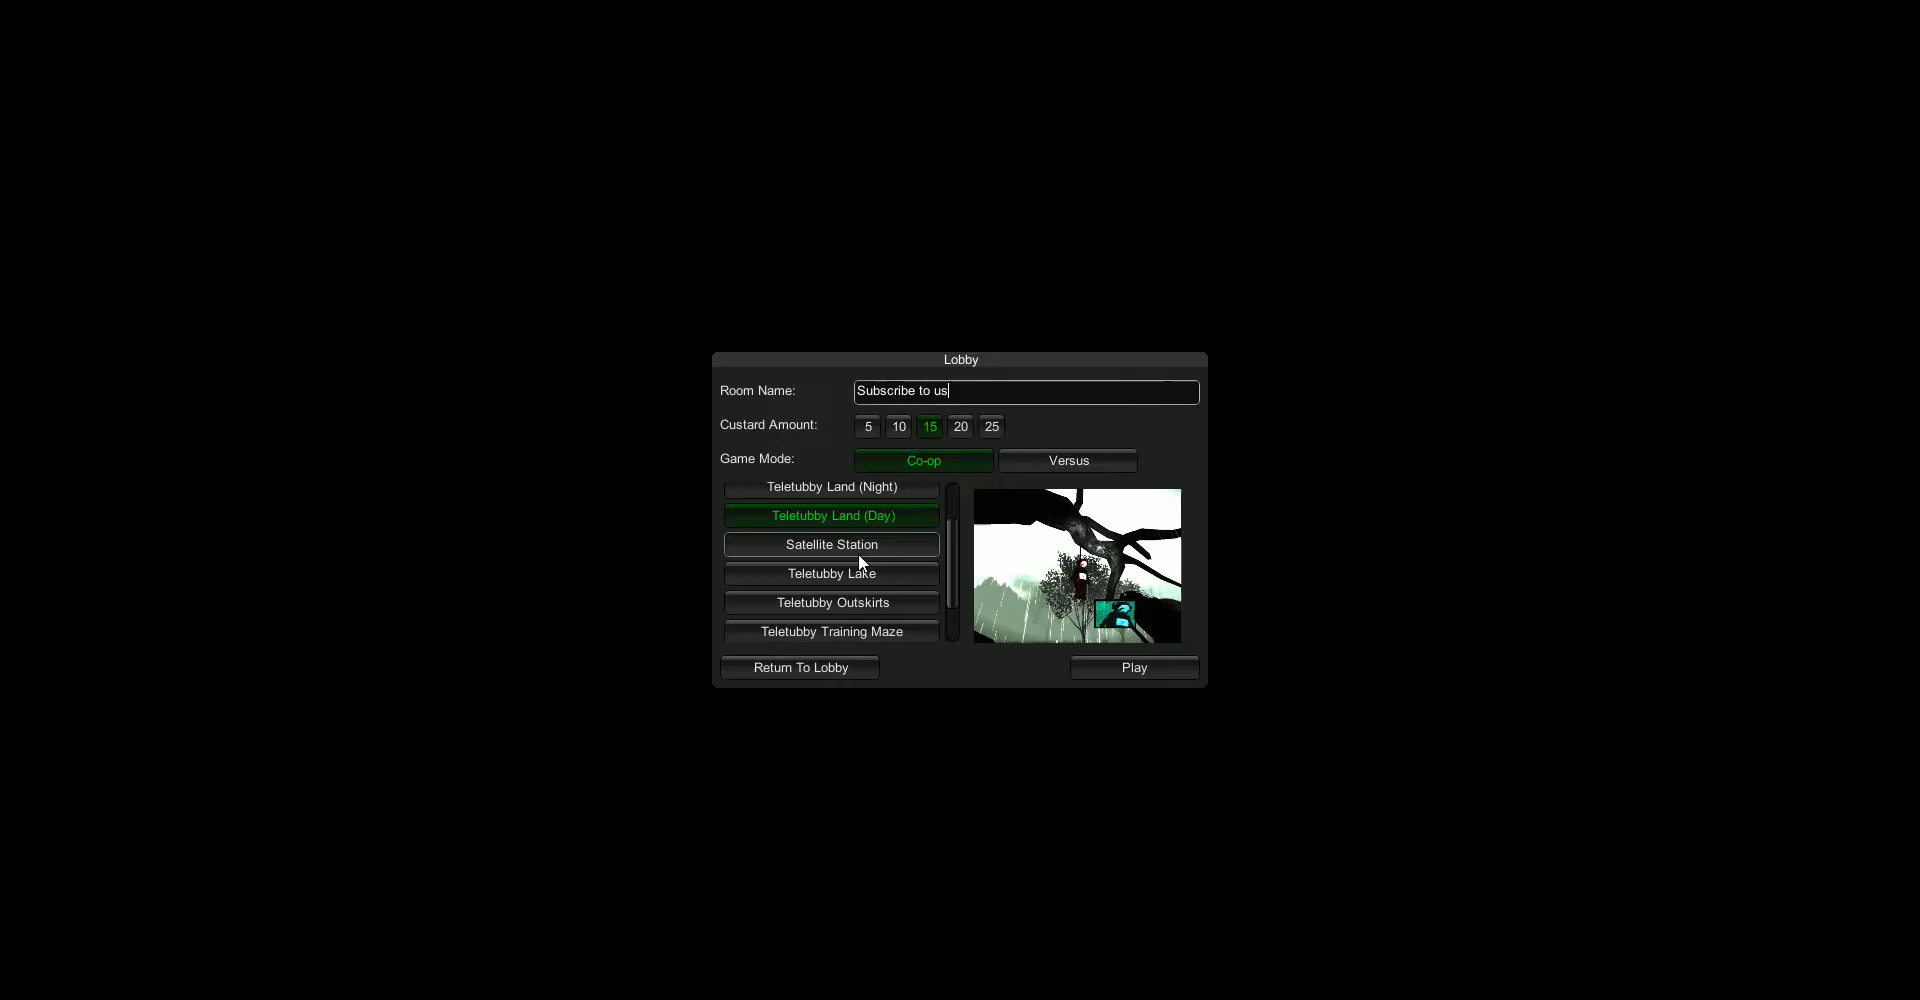 Lobby
Room Name: Subscribe to us
Custard Amount: 5 10 15 20 25
Game Mode: Co-op Versus
Teletubby Land (Night)
Teletubby Land (Day)
Satellite Station
Teletubby Lake
Teletubby Outskirts
Teletubby Training Maze
Return To Lobby Play